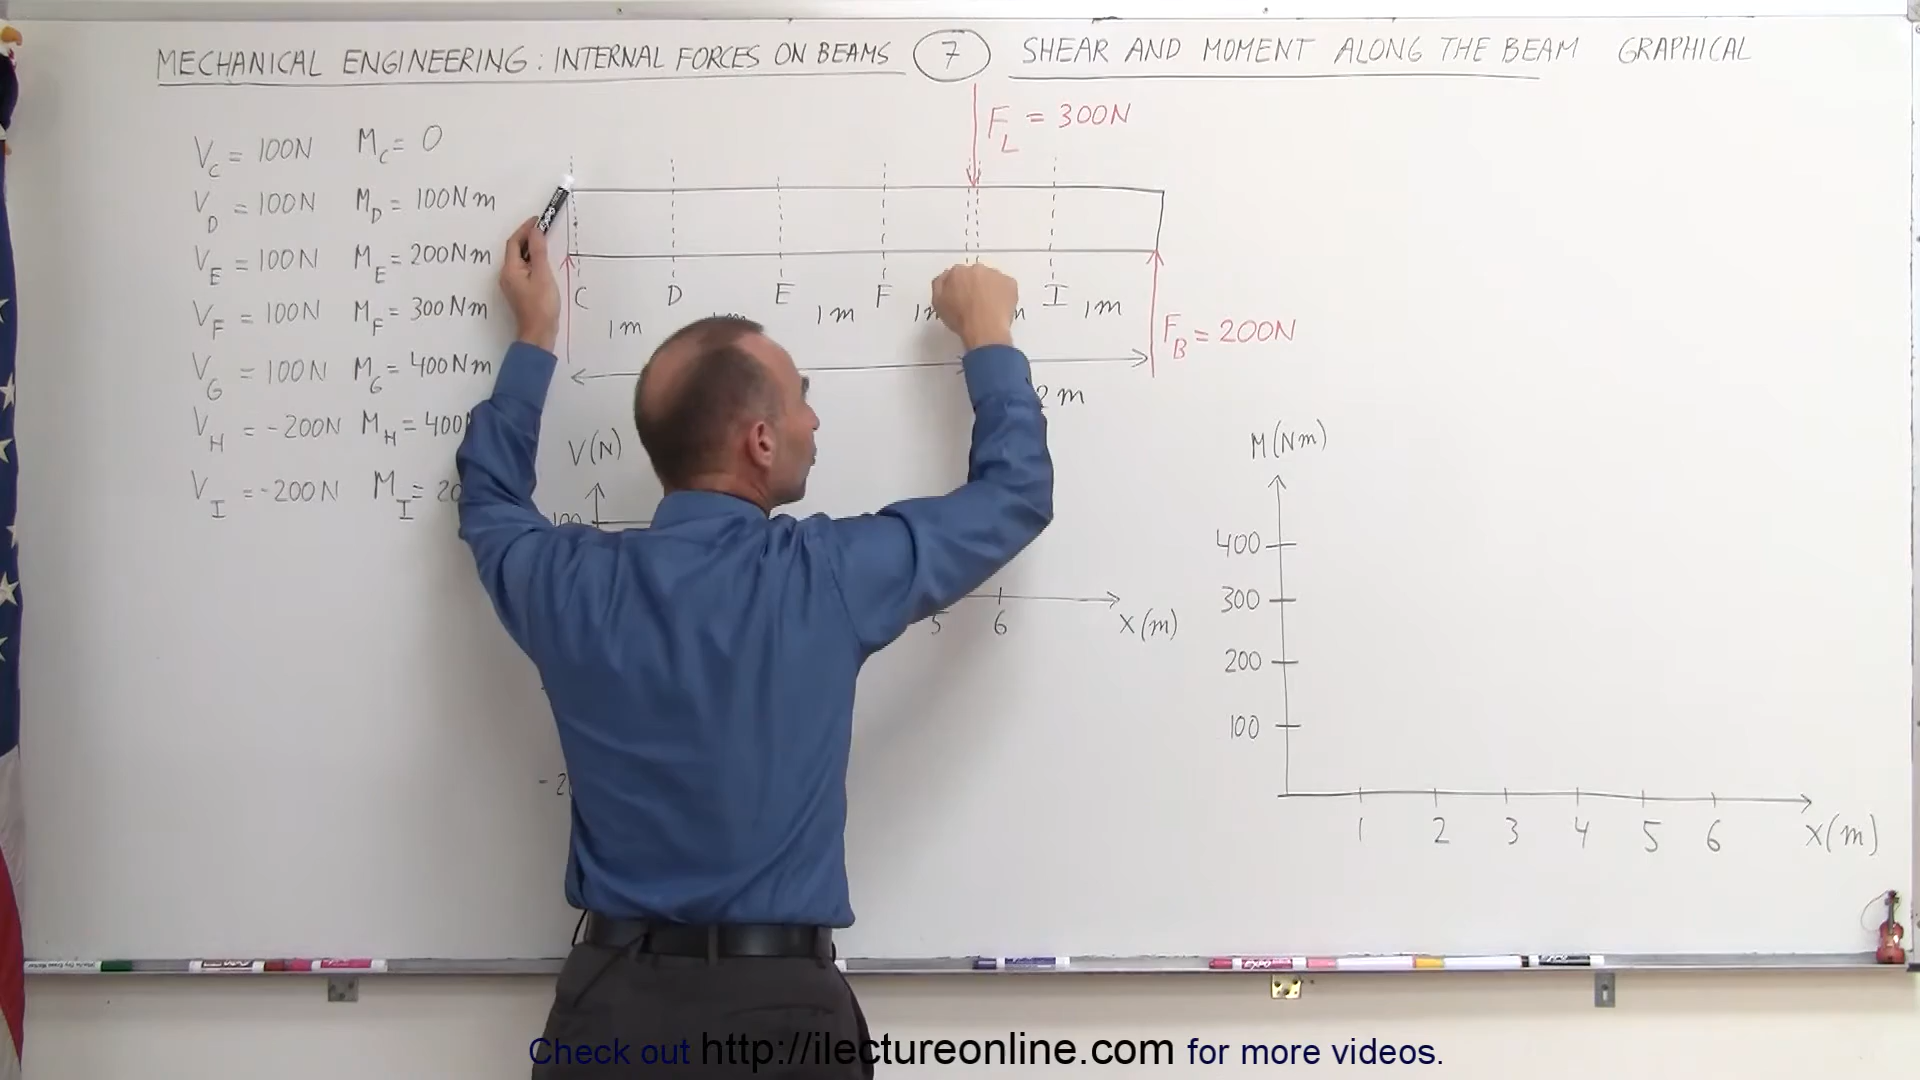 MECHANICAL ENGINEERING: INTERNAL FORCES ON BEAMS 7 SHEAR AND MOMENT ALONG THE BEAM GRAPHICAL
F_L = 300N
V_C = 100N M_C = 0
V_D = 100N M_D = 100Nm
V_E = 100N M_E = 200Nm
V_F = 100N M_F = 300Nm
V_G = 100N M_G = 400Nm
V_H = -200N M_H = 400
V_I = -200N M_I = 20
C D E F I
1m 1m 1m 1m
F_B = 200N
2m
V(N)
100
5 6 X(m)
M(Nm)
400
300
200
100
1 2 3 4 5 6 X(m)
Check out http://ilectureonline.com for more videos.